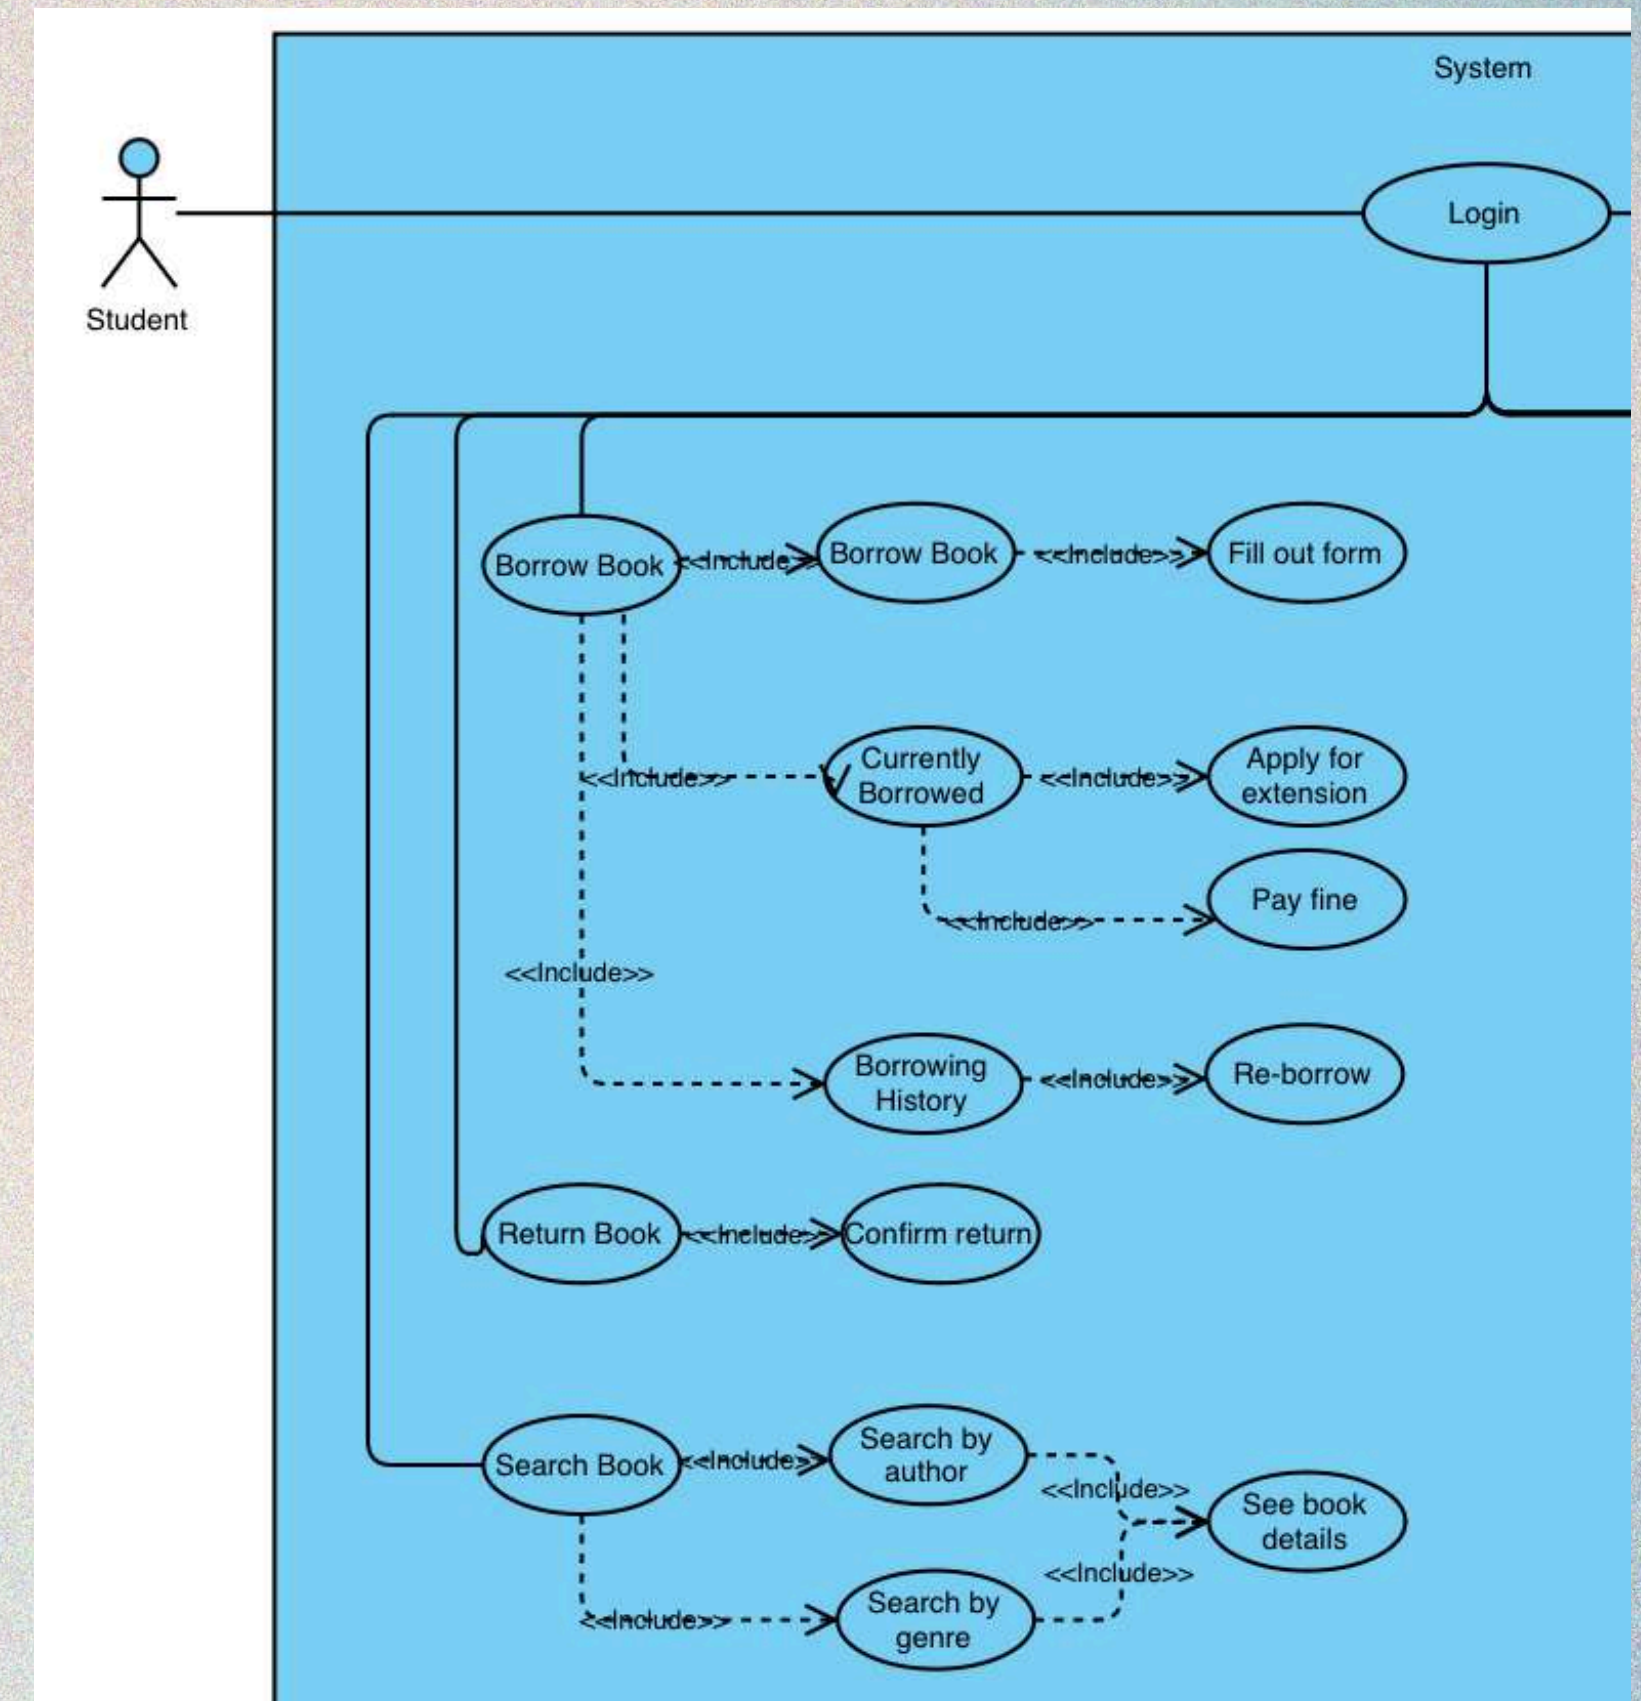 System
Login
Student
Borrow Book
<<Include>>
Borrow Book
<<Include>>
Fill out form
<<Include>>
Currently
Borrowed
<<Include>>
Apply for
extension
<<Include>>
Pay fine
<<Include>>
Borrowing
History
<<Include>>
Re-borrow
Return Book
<<Include>>
Confirm return
Search Book
<<Include>>
Search by
author
<<Include>>
See book
details
<<Include>>
<<Include>>
Search by
genre